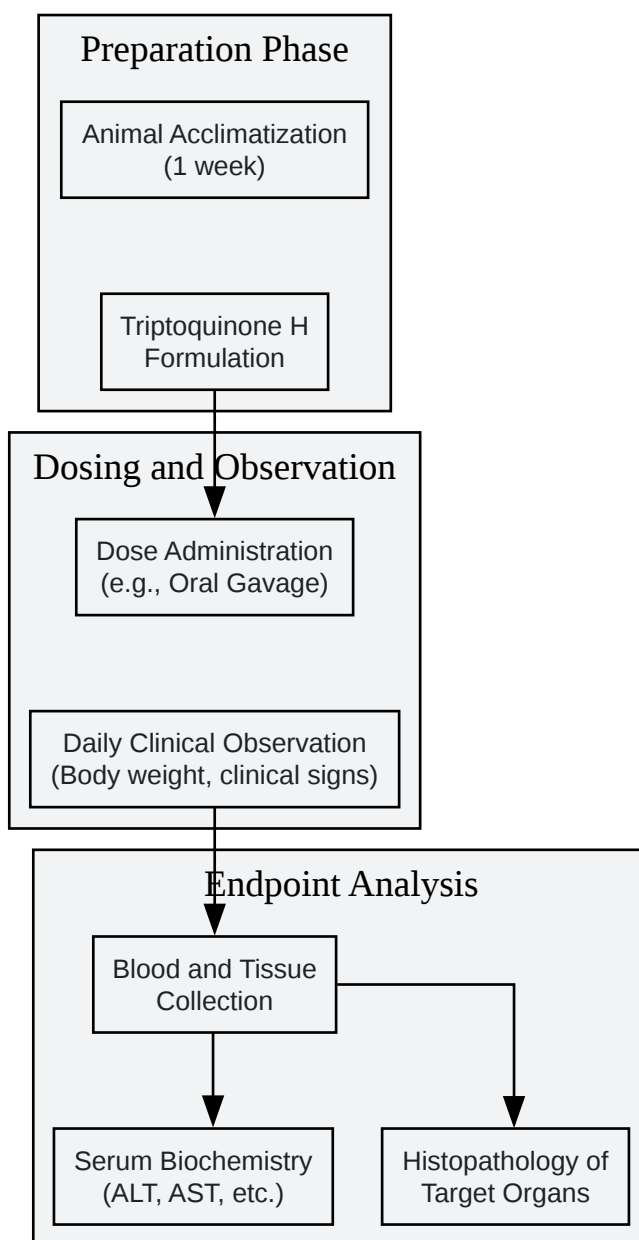 Preparation Phase
Animal Acclimatization
(1 week)
Triptoquinone H
Formulation
Dosing and Observation
Dose Administration
(e.g., Oral Gavage)
Daily Clinical Observation
(Body weight, clinical signs)
Endpoint Analysis
Blood and Tissue
Collection
Serum Biochemistry
(ALT, AST, etc.)
Histopathology of
Target Organs